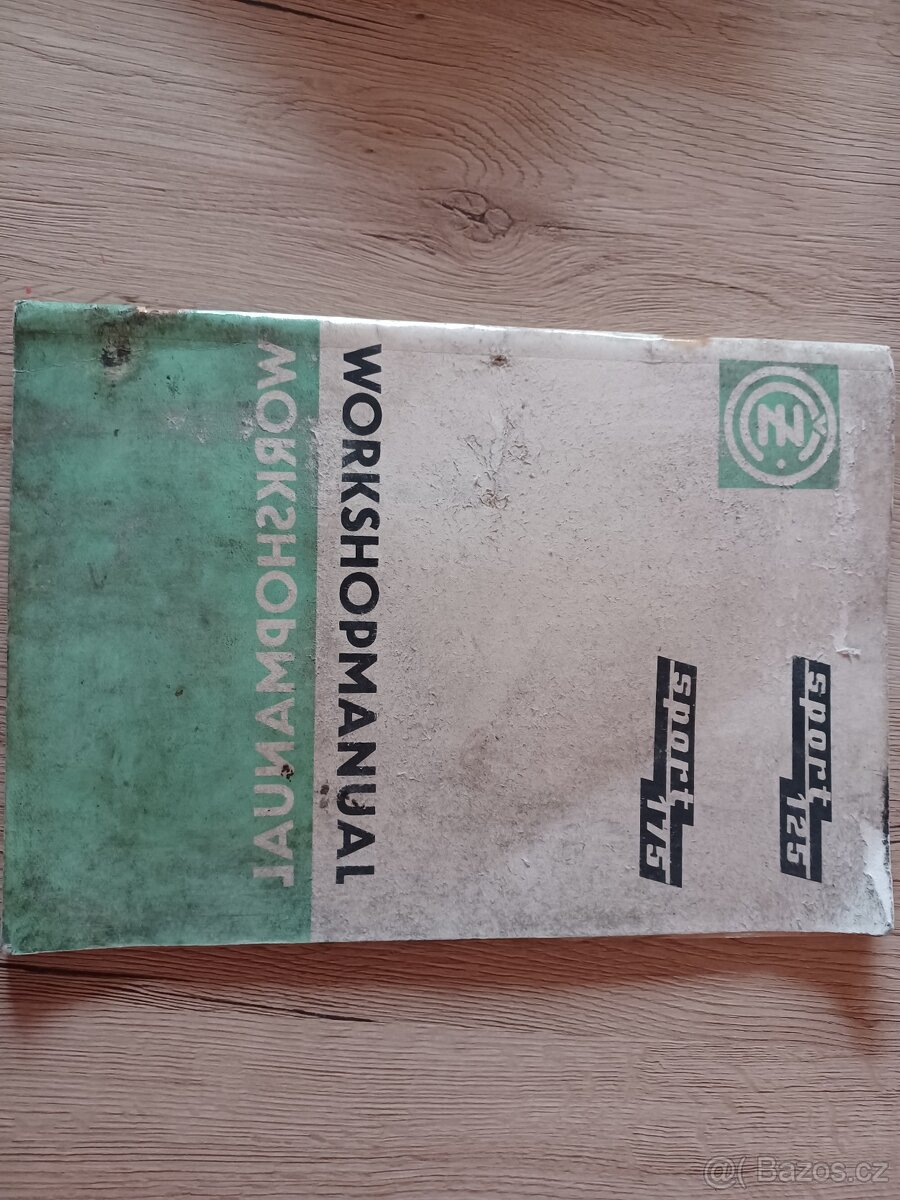 ČZ
sport 125
sport 175
WORKSHOPMANUAL
WORKSHOPMANUAL
@( Bazos.cz